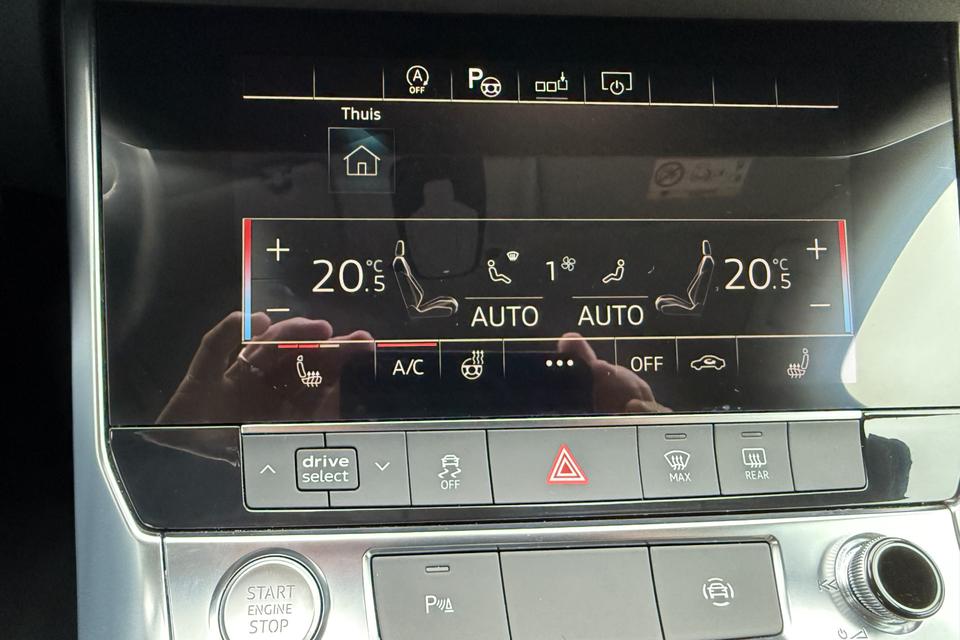 A
OFF
P
Thuis
+ +
20.5 °C 1 20.5 °C
− −
AUTO AUTO
A/C ••• OFF
drive
select
OFF
MAX
REAR
START
ENGINE
STOP
P